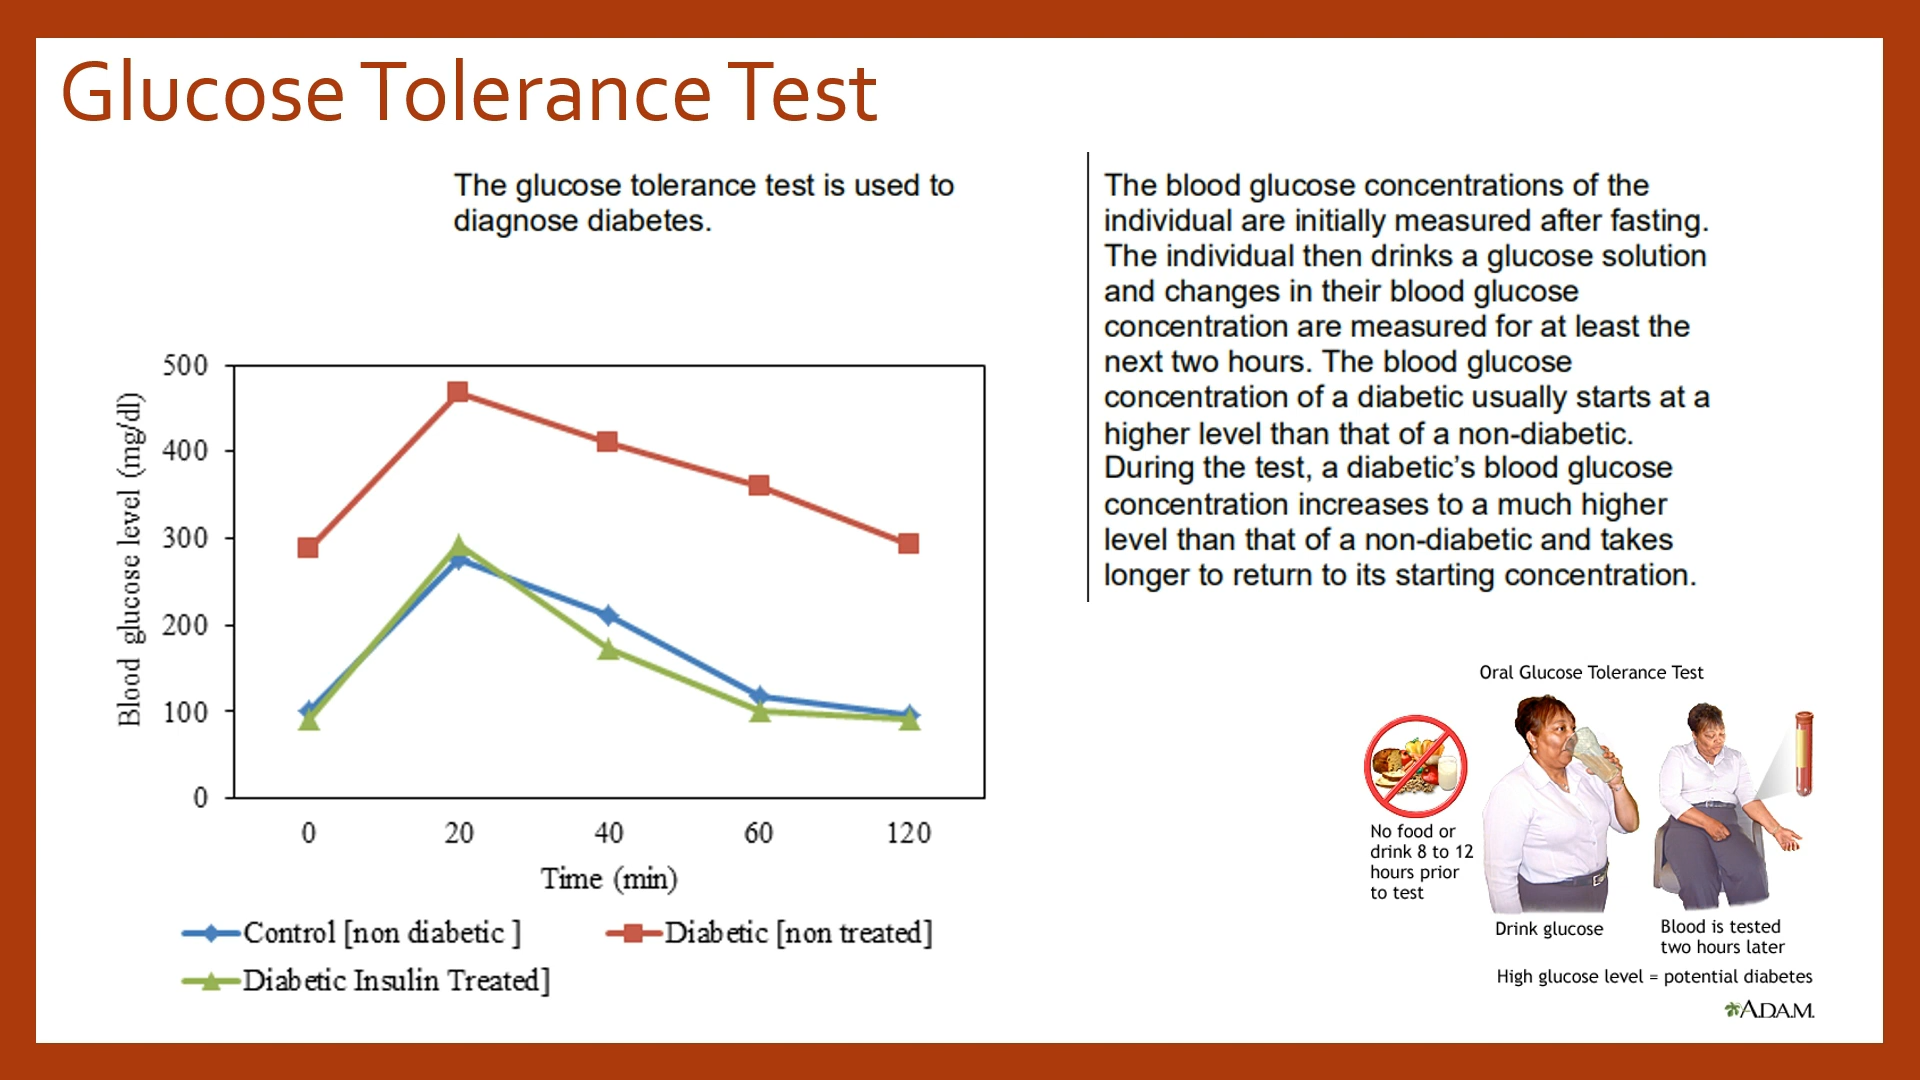 Glucose Tolerance Test
The glucose tolerance test is used to
diagnose diabetes.
The blood glucose concentrations of the
individual are initially measured after fasting.
The individual then drinks a glucose solution
and changes in their blood glucose
concentration are measured for at least the
next two hours. The blood glucose
concentration of a diabetic usually starts at a
higher level than that of a non-diabetic.
During the test, a diabetic's blood glucose
concentration increases to a much higher
level than that of a non-diabetic and takes
longer to return to its starting concentration.
Blood glucose level (mg/dl)
500
400
300
200
100
0
0 20 40 60 120
Time (min)
Control [non diabetic ]
Diabetic [non treated]
Diabetic Insulin Treated]
Oral Glucose Tolerance Test
No food or
drink 8 to 12
hours prior
to test
Drink glucose
Blood is tested
two hours later
High glucose level = potential diabetes
A.D.A.M.